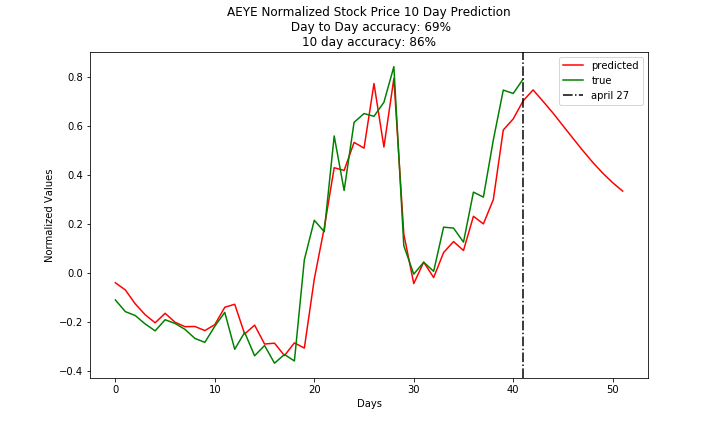 AEYE Normalized Stock Price 10 Day Prediction
Day to Day accuracy: 69%
10 day accuracy: 86%
predicted
true
april 27
Normalized Values
0.8
0.6
0.4
0.2
0.0
−0.2
−0.4
0
10
20
30
40
50
Days